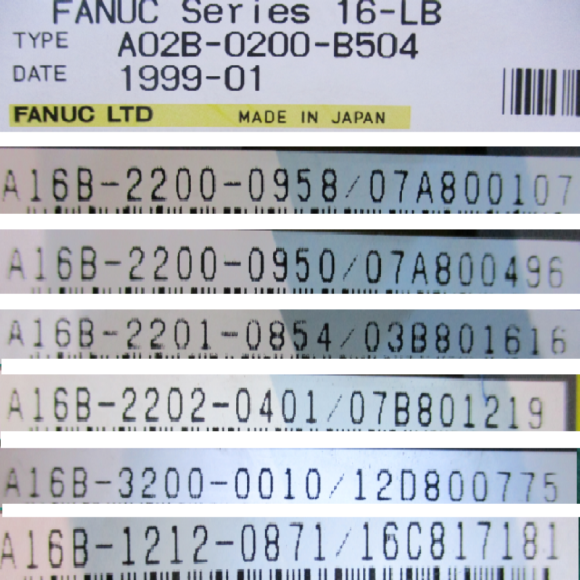 FANUC Series 16-LB
TYPE A02B-0200-B504
DATE 1999-01
FANUC LTD MADE IN JAPAN
A16B-2200-0958/07A800107
A16B-2200-0950/07A800496
A16B-2201-0854/03B801616
A16B-2202-0401/07B801219
A16B-3200-0010/12D800775
A16B-1212-0871/16C817181